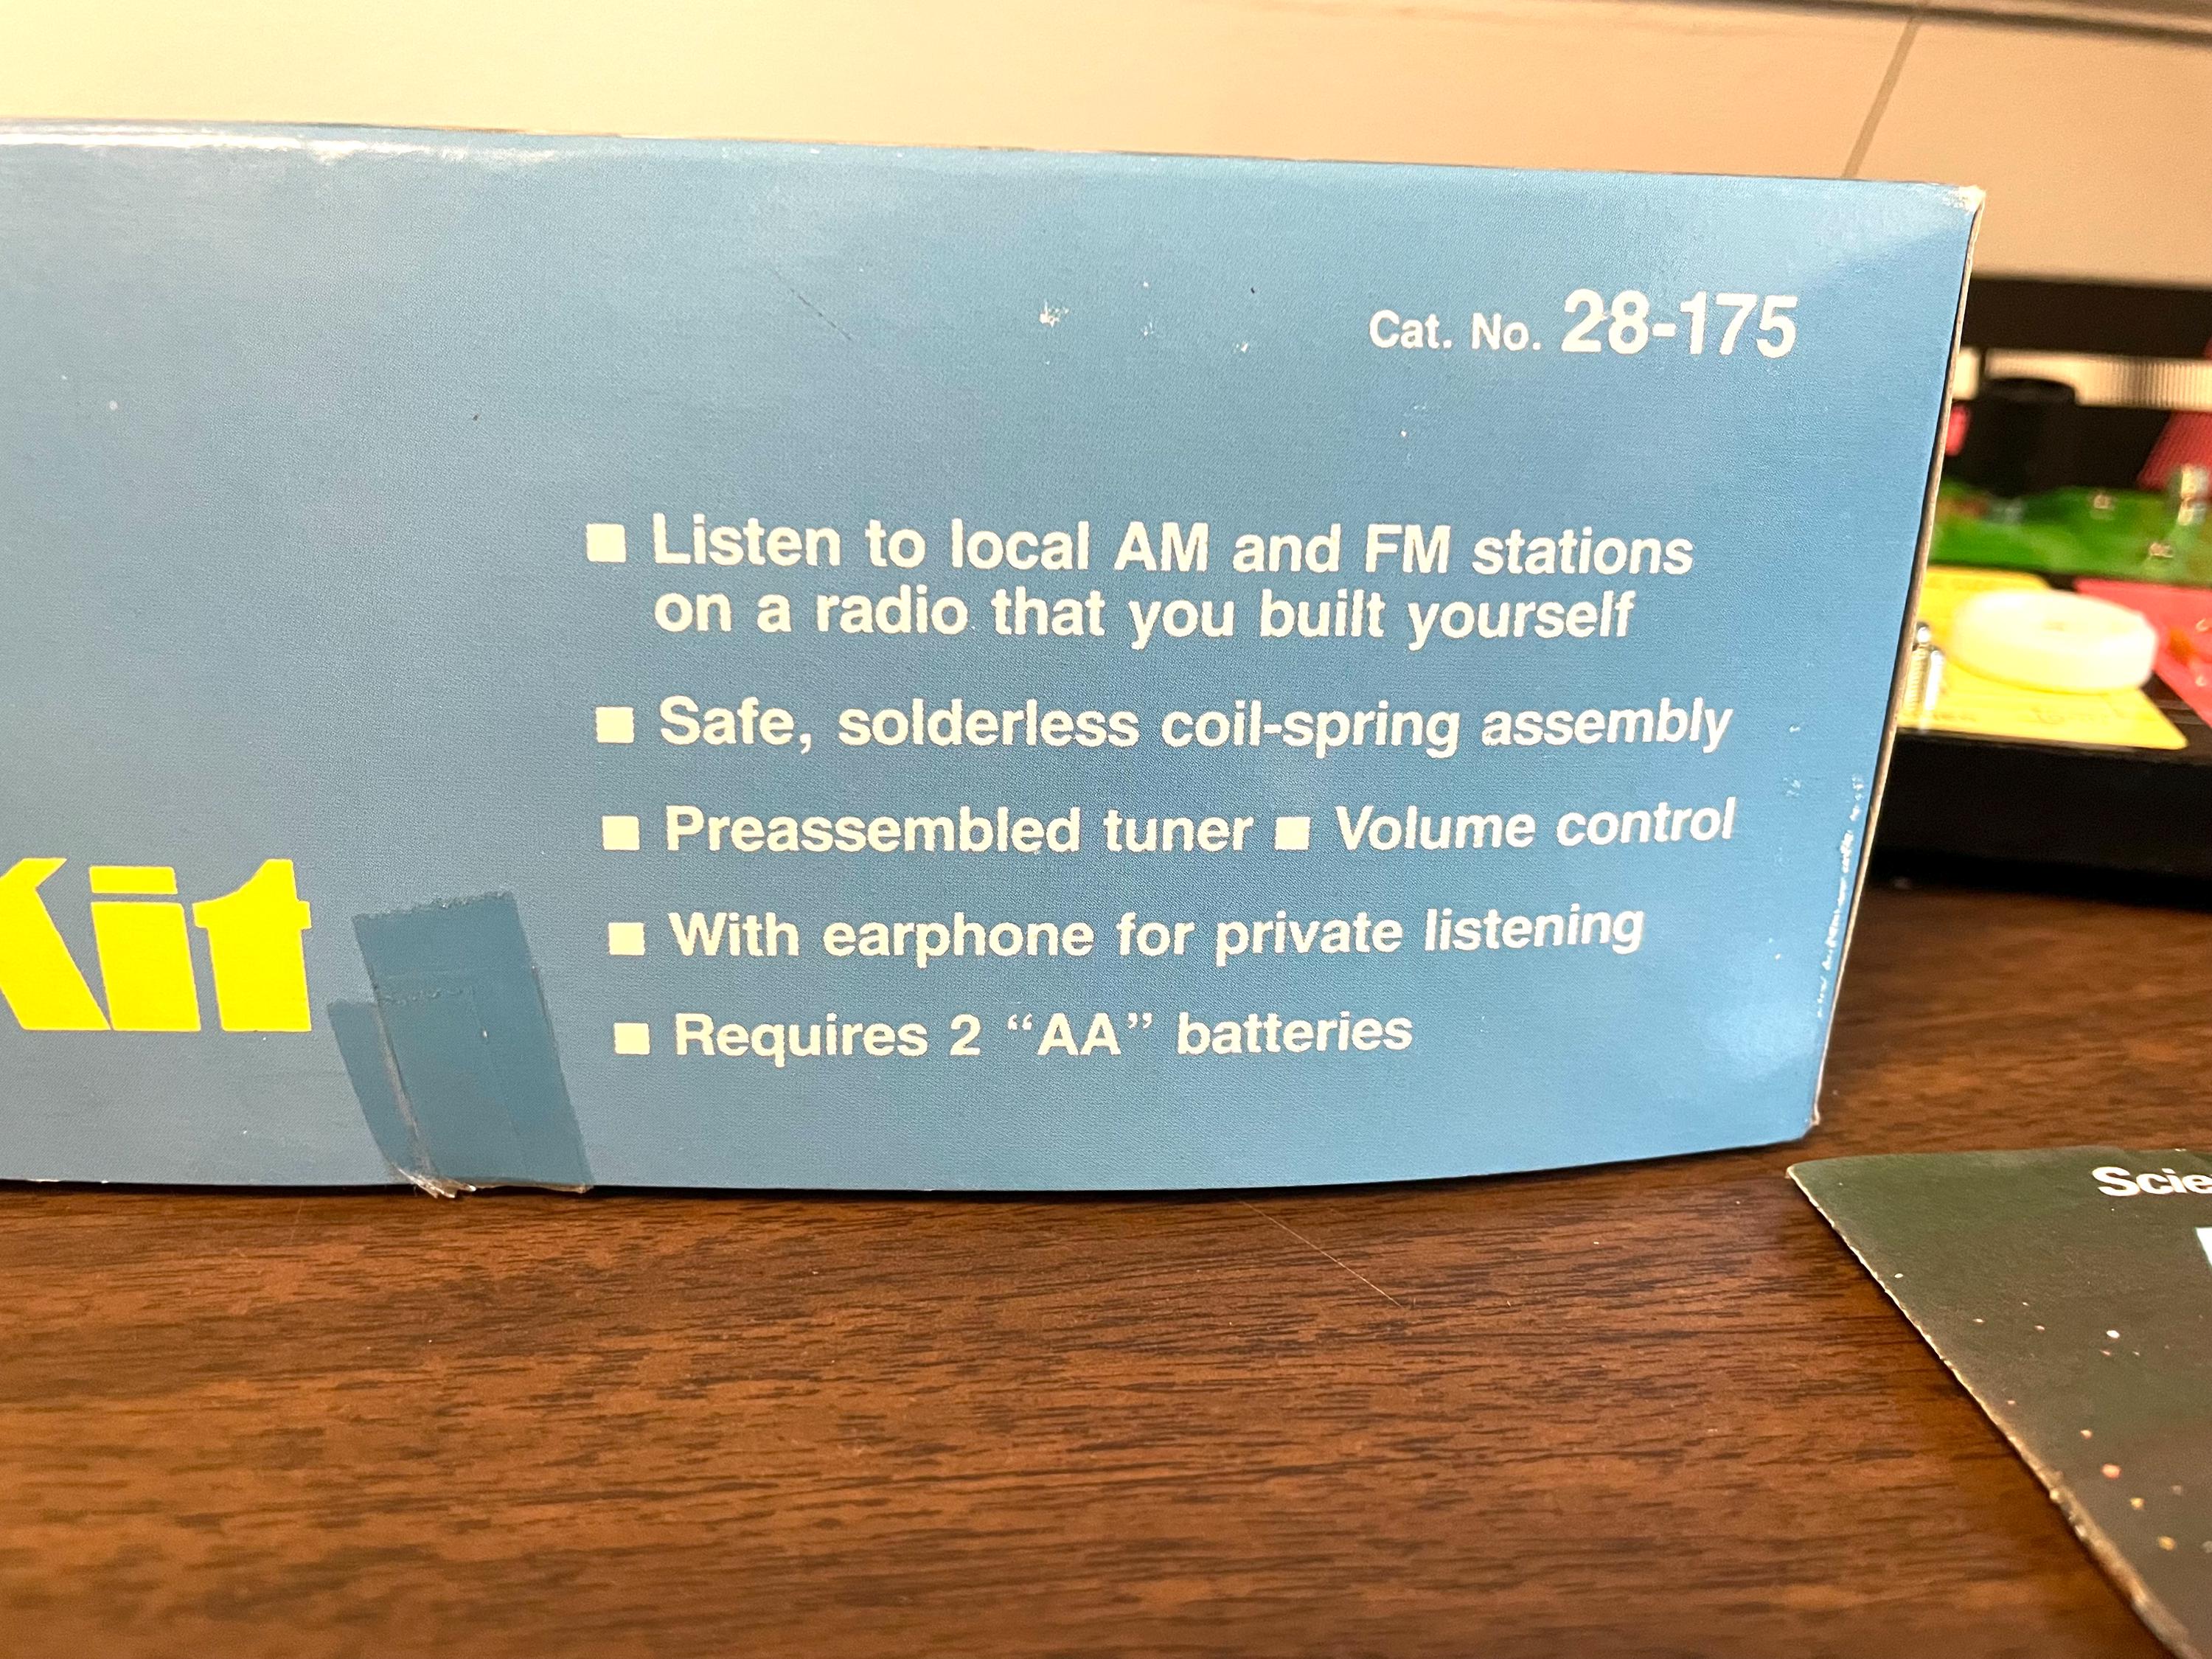 Cat. No. 28-175
■ Listen to local AM and FM stations
on a radio that you built yourself
■ Safe, solderless coil-spring assembly
■ Preassembled tuner ■ Volume control
■ With earphone for private listening
■ Requires 2 “AA” batteries
Kit